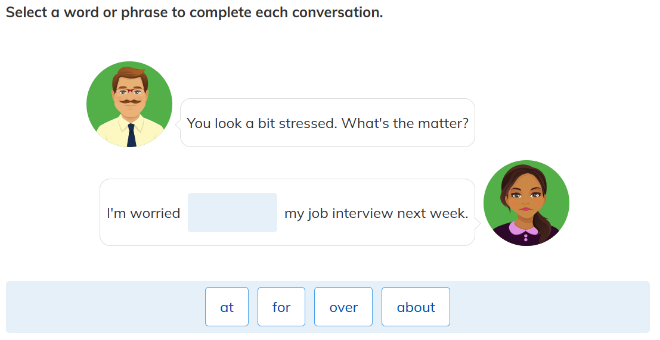 Select a word or phrase to complete each conversation.
You look a bit stressed. What's the matter?
I'm worried my job interview next week.
at for over about